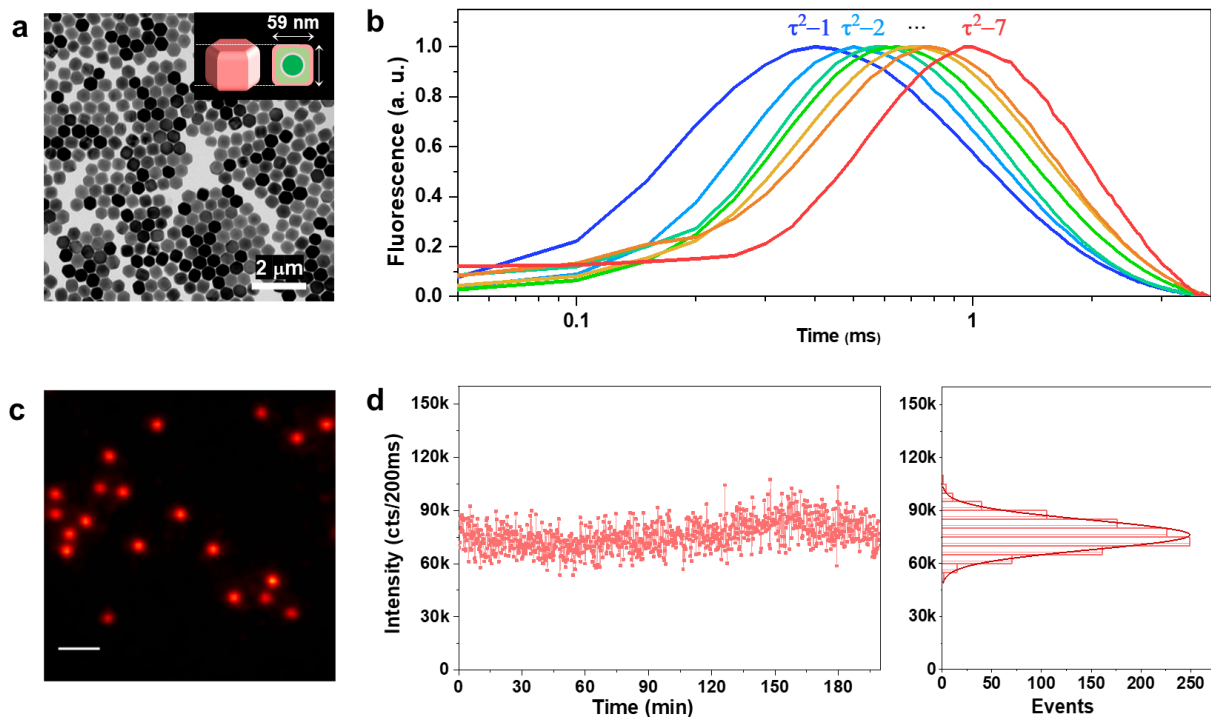 a
59 nm
2 μm
b
τ²−1 τ²−2 ... τ²−7
Fluorescence (a. u.)
1.0
0.8
0.6
0.4
0.2
0.0
0.1 1
Time (ms)
c
d
Intensity (cts/200ms)
150k
120k
90k
60k
30k
0
0 30 60 90 120 150 180
Time (min)
150k
120k
90k
60k
30k
0
0 50 100 150 200 250
Events